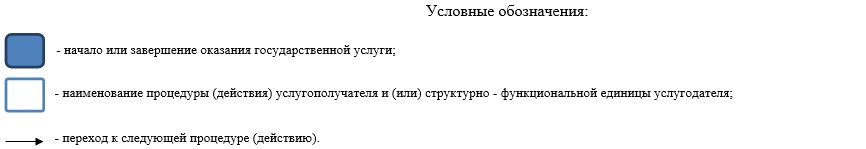 Условные обозначения:
- начало или завершение оказания государственной услуги;
- наименование процедуры (действия) услугополучателя и (или) структурно - функциональной единицы услугодателя;
- переход к следующей процедуре (действию).